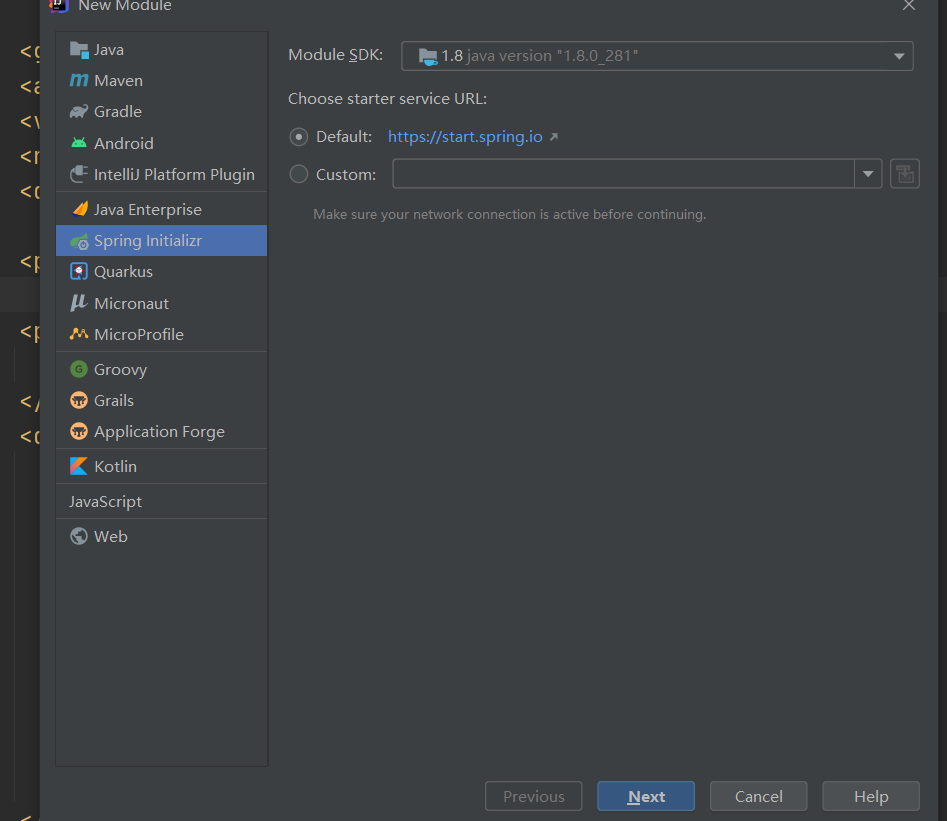 New Module
Java
Maven
Gradle
Android
IntelliJ Platform Plugin
Java Enterprise
Spring Initializr
Quarkus
Micronaut
MicroProfile
Groovy
Grails
Application Forge
Kotlin
JavaScript
Web
Module SDK: 1.8 java version "1.8.0_281"
Choose starter service URL:
Default: https://start.spring.io
Custom:
Make sure your network connection is active before continuing.
Previous Next Cancel Help